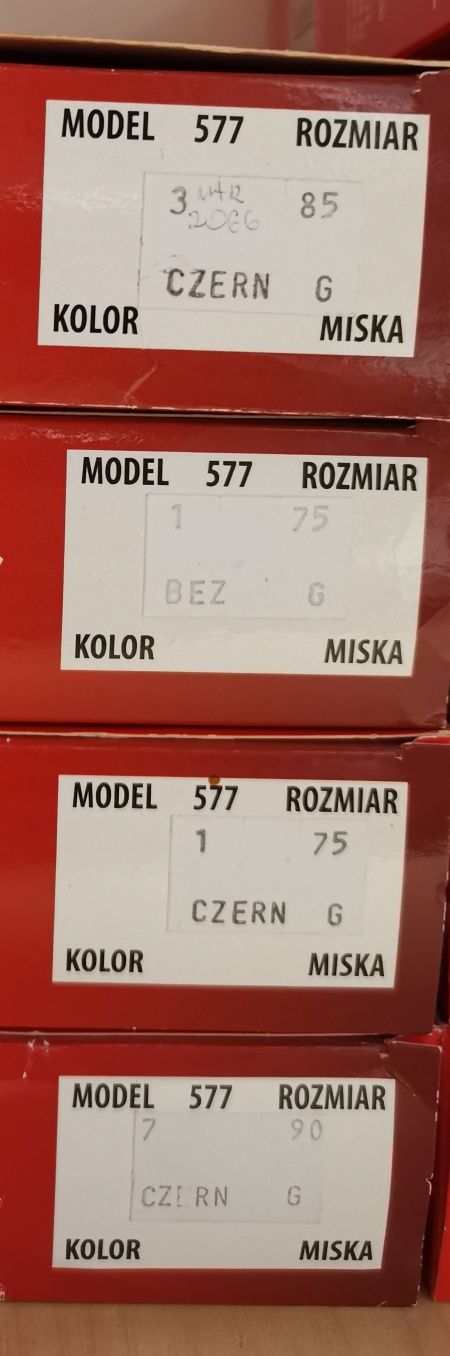 MODEL 577 ROZMIAR
3 85
CZERN G
KOLOR MISKA
MODEL 577 ROZMIAR
1 75
BEZ G
KOLOR MISKA
MODEL 577 ROZMIAR
1 75
CZERN G
KOLOR MISKA
MODEL 577 ROZMIAR
7 90
CZERN G
KOLOR MISKA